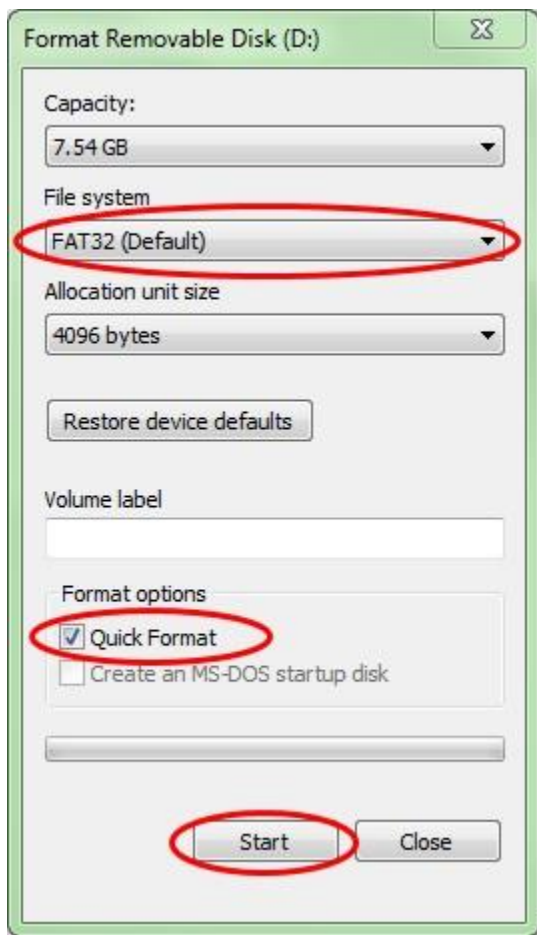 Format Removable Disk (D:)
Capacity:
7.54 GB
File system
FAT32 (Default)
Allocation unit size
4096 bytes
Restore device defaults
Volume label
Format options
Quick Format
Create an MS-DOS startup disk
Start Close